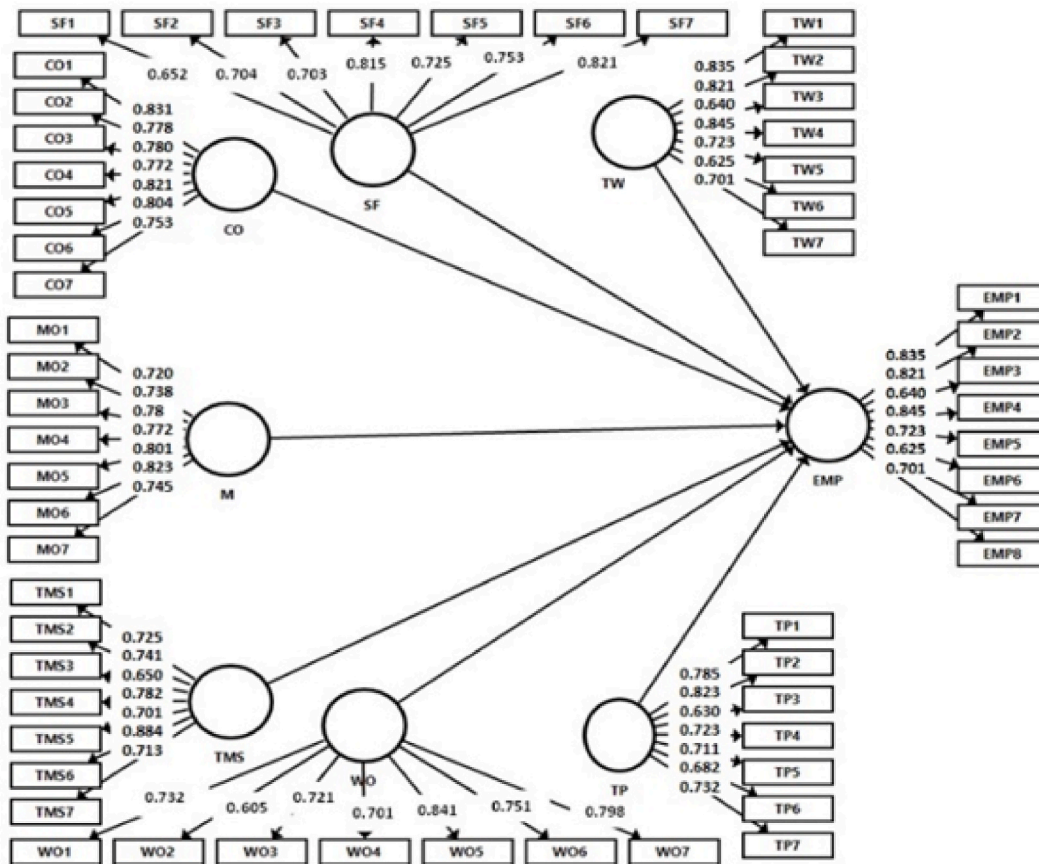 SF1 SF2 SF3 SF4 SF5 SF6 SF7
0.652 0.704 0.703 0.815 0.725 0.753 0.821
SF
CO1
CO2
CO3
CO4
CO5
CO6
CO7
0.831
0.778
0.780
0.772
0.821
0.804
0.753
CO
TW1
TW2
TW3
TW4
TW5
TW6
TW7
0.835
0.821
0.640
0.845
0.723
0.625
0.701
TW
MO1
MO2
MO3
MO4
MO5
MO6
MO7
0.720
0.738
0.78
0.772
0.801
0.823
0.745
M
EMP1
EMP2
EMP3
EMP4
EMP5
EMP6
EMP7
EMP8
0.835
0.821
0.640
0.845
0.723
0.625
0.701
EMP
TMS1
TMS2
TMS3
TMS4
TMS5
TMS6
TMS7
0.725
0.741
0.650
0.782
0.701
0.884
0.713
TMS
WO
0.732 0.605 0.721 0.701 0.841 0.751 0.798
WO1 WO2 WO3 WO4 WO5 WO6 WO7
TP1
TP2
TP3
TP4
TP5
TP6
TP7
0.785
0.823
0.630
0.723
0.711
0.682
0.732
TP